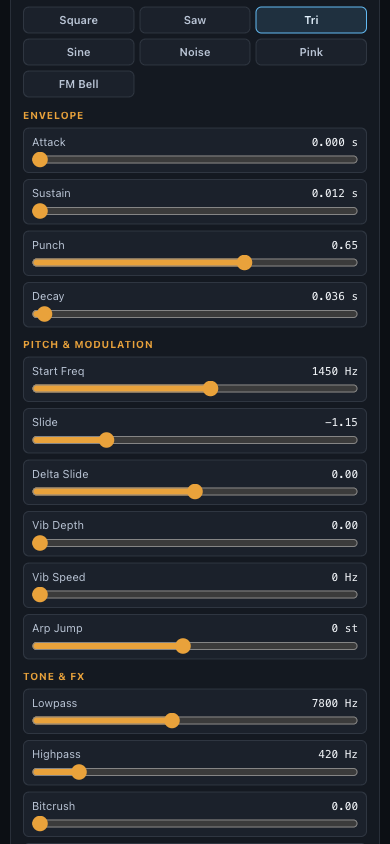 Square Saw Tri
Sine Noise Pink
FM Bell
ENVELOPE
Attack 0.000 s
Sustain 0.012 s
Punch 0.65
Decay 0.036 s
PITCH & MODULATION
Start Freq 1450 Hz
Slide −1.15
Delta Slide 0.00
Vib Depth 0.00
Vib Speed 0 Hz
Arp Jump 0 st
TONE & FX
Lowpass 7800 Hz
Highpass 420 Hz
Bitcrush 0.00